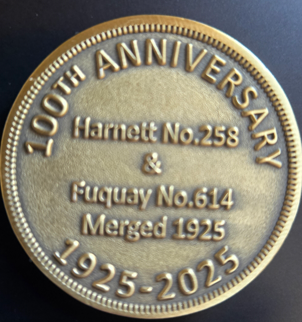 100TH ANNIVERSARY
Harnett No.258
&
Fuquay No.614
Merged 1925
1925-2025